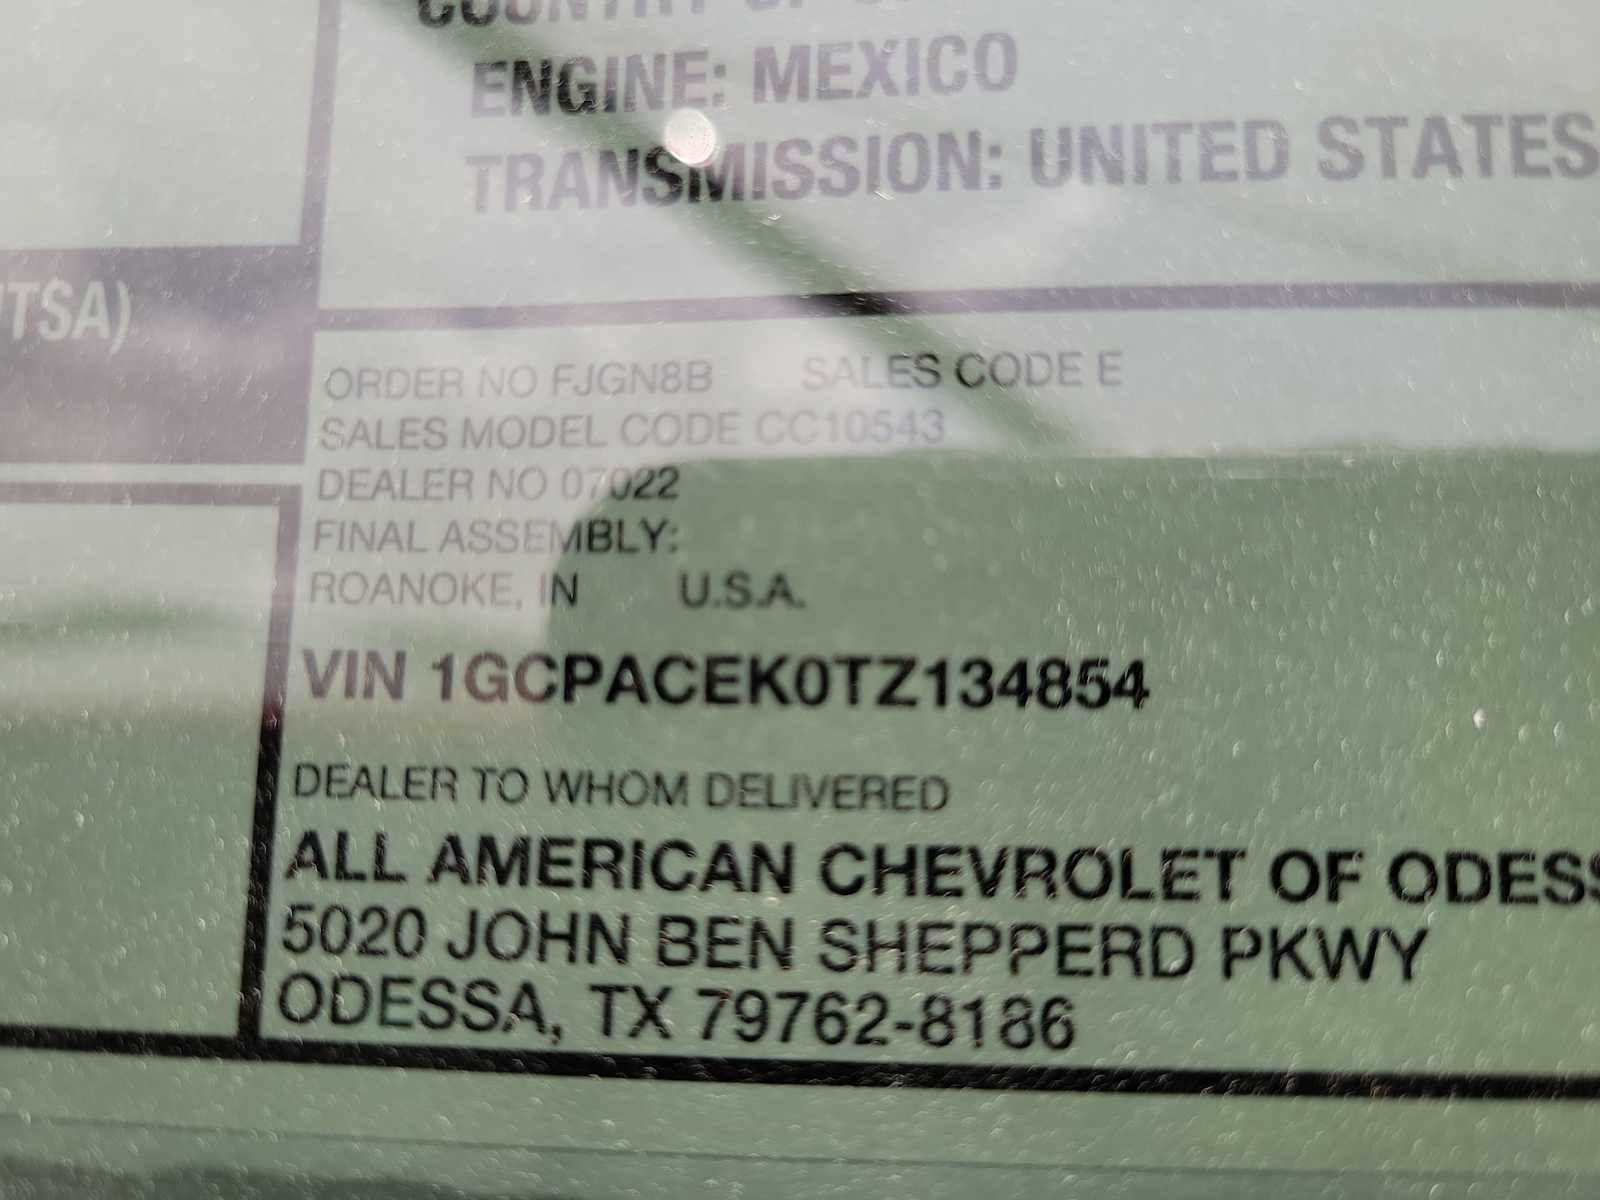 COUNTRY OF
ENGINE: MEXICO
TRANSMISSION: UNITED STATES
TSA)
ORDER NO FJGN8B SALES CODE E
SALES MODEL CODE CC10543
DEALER NO 07022
FINAL ASSEMBLY:
ROANOKE, IN U.S.A.
VIN 1GCPACEK0TZ134854
DEALER TO WHOM DELIVERED
ALL AMERICAN CHEVROLET OF ODESS
5020 JOHN BEN SHEPPERD PKWY
ODESSA, TX 79762-8186